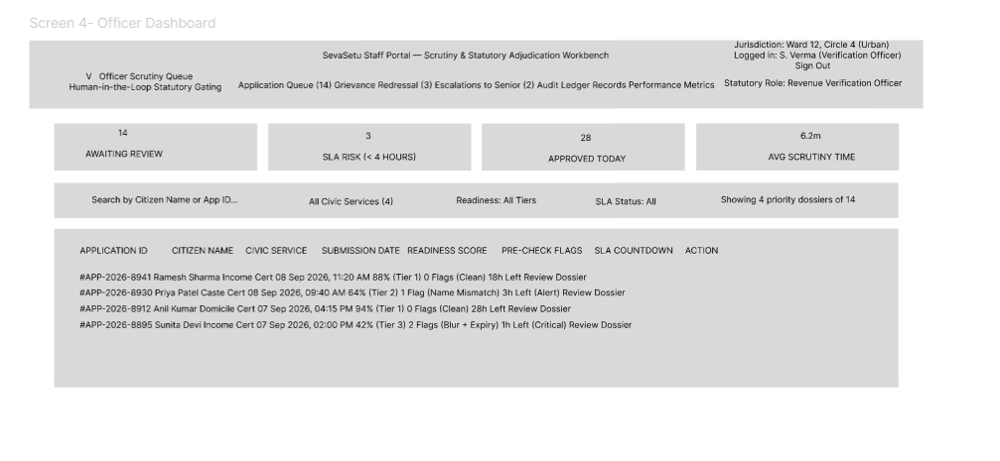 Screen 4- Officer Dashboard
Jurisdiction: Ward 12, Circle 4 (Urban)
SevaSetu Staff Portal — Scrutiny & Statutory Adjudication Workbench
Logged in: S. Verma (Verification Officer)
Sign Out
V Officer Scrutiny Queue
Human-in-the-Loop Statutory Gating
Application Queue (14) Grievance Redressal (3) Escalations to Senior (2) Audit Ledger Records Performance Metrics
Statutory Role: Revenue Verification Officer
14
AWAITING REVIEW
3
SLA RISK (< 4 HOURS)
28
APPROVED TODAY
6.2m
AVG SCRUTINY TIME
Search by Citizen Name or App ID...
All Civic Services (4)
Readiness: All Tiers
SLA Status: All
Showing 4 priority dossiers of 14
APPLICATION ID CITIZEN NAME CIVIC SERVICE SUBMISSION DATE READINESS SCORE PRE-CHECK FLAGS SLA COUNTDOWN ACTION
#APP-2026-8941 Ramesh Sharma Income Cert 08 Sep 2026, 11:20 AM 88% (Tier 1) 0 Flags (Clean) 18h Left Review Dossier
#APP-2026-8930 Priya Patel Caste Cert 08 Sep 2026, 09:40 AM 64% (Tier 2) 1 Flag (Name Mismatch) 3h Left (Alert) Review Dossier
#APP-2026-8912 Anil Kumar Domicile Cert 07 Sep 2026, 04:15 PM 94% (Tier 1) 0 Flags (Clean) 28h Left Review Dossier
#APP-2026-8895 Sunita Devi Income Cert 07 Sep 2026, 02:00 PM 42% (Tier 3) 2 Flags (Blur + Expiry) 1h Left (Critical) Review Dossier